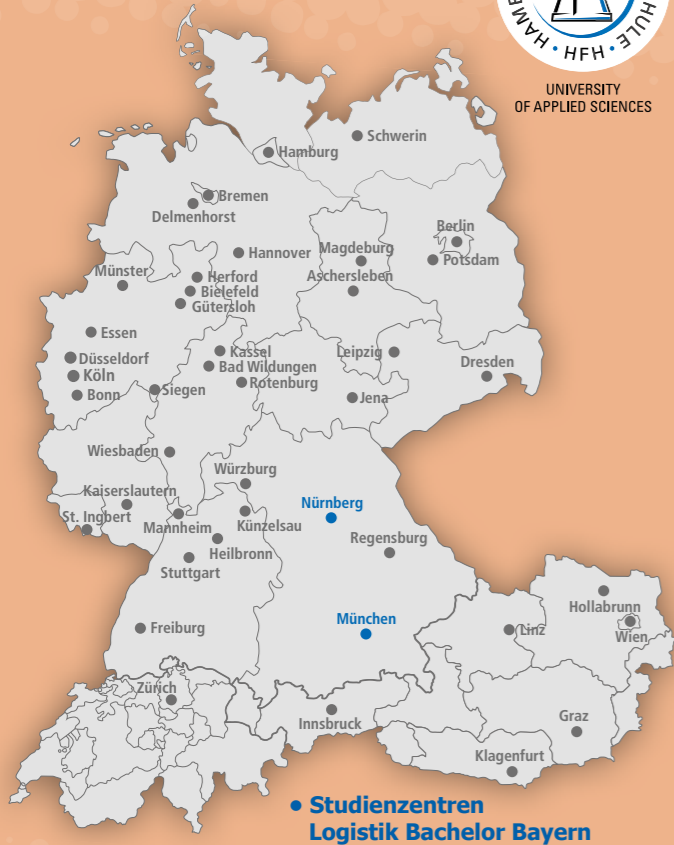 HAMB
HFH
HULE
UNIVERSITY
OF APPLIED SCIENCES
Schwerin
Hamburg
Bremen
Delmenhorst
Berlin
Hannover
Magdeburg
Potsdam
Münster
Herford
Aschersleben
Bielefeld
Gütersloh
Essen
Düsseldorf
Kassel
Leipzig
Bad Wildungen
Dresden
Köln
Rotenburg
Bonn
Siegen
Jena
Wiesbaden
Würzburg
Kaiserslautern
Nürnberg
St. Ingbert
Mannheim
Künzelsau
Regensburg
Heilbronn
Stuttgart
Hollabrunn
München
Freiburg
Linz
Wien
Zürich
Innsbruck
Graz
Klagenfurt
• Studienzentren
Logistik Bachelor Bayern